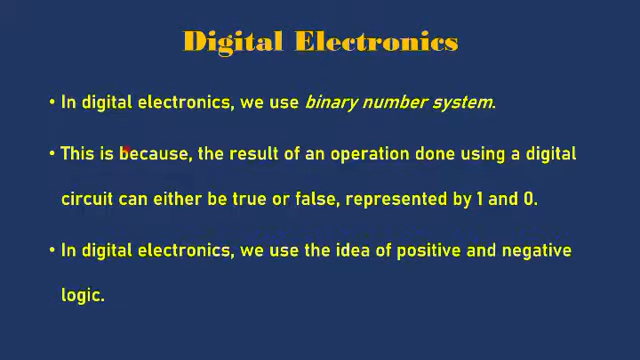 Digital Electronics
• In digital electronics, we use binary number system.
• This is because, the result of an operation done using a digital
circuit can either be true or false, represented by 1 and 0.
• In digital electronics, we use the idea of positive and negative
logic.